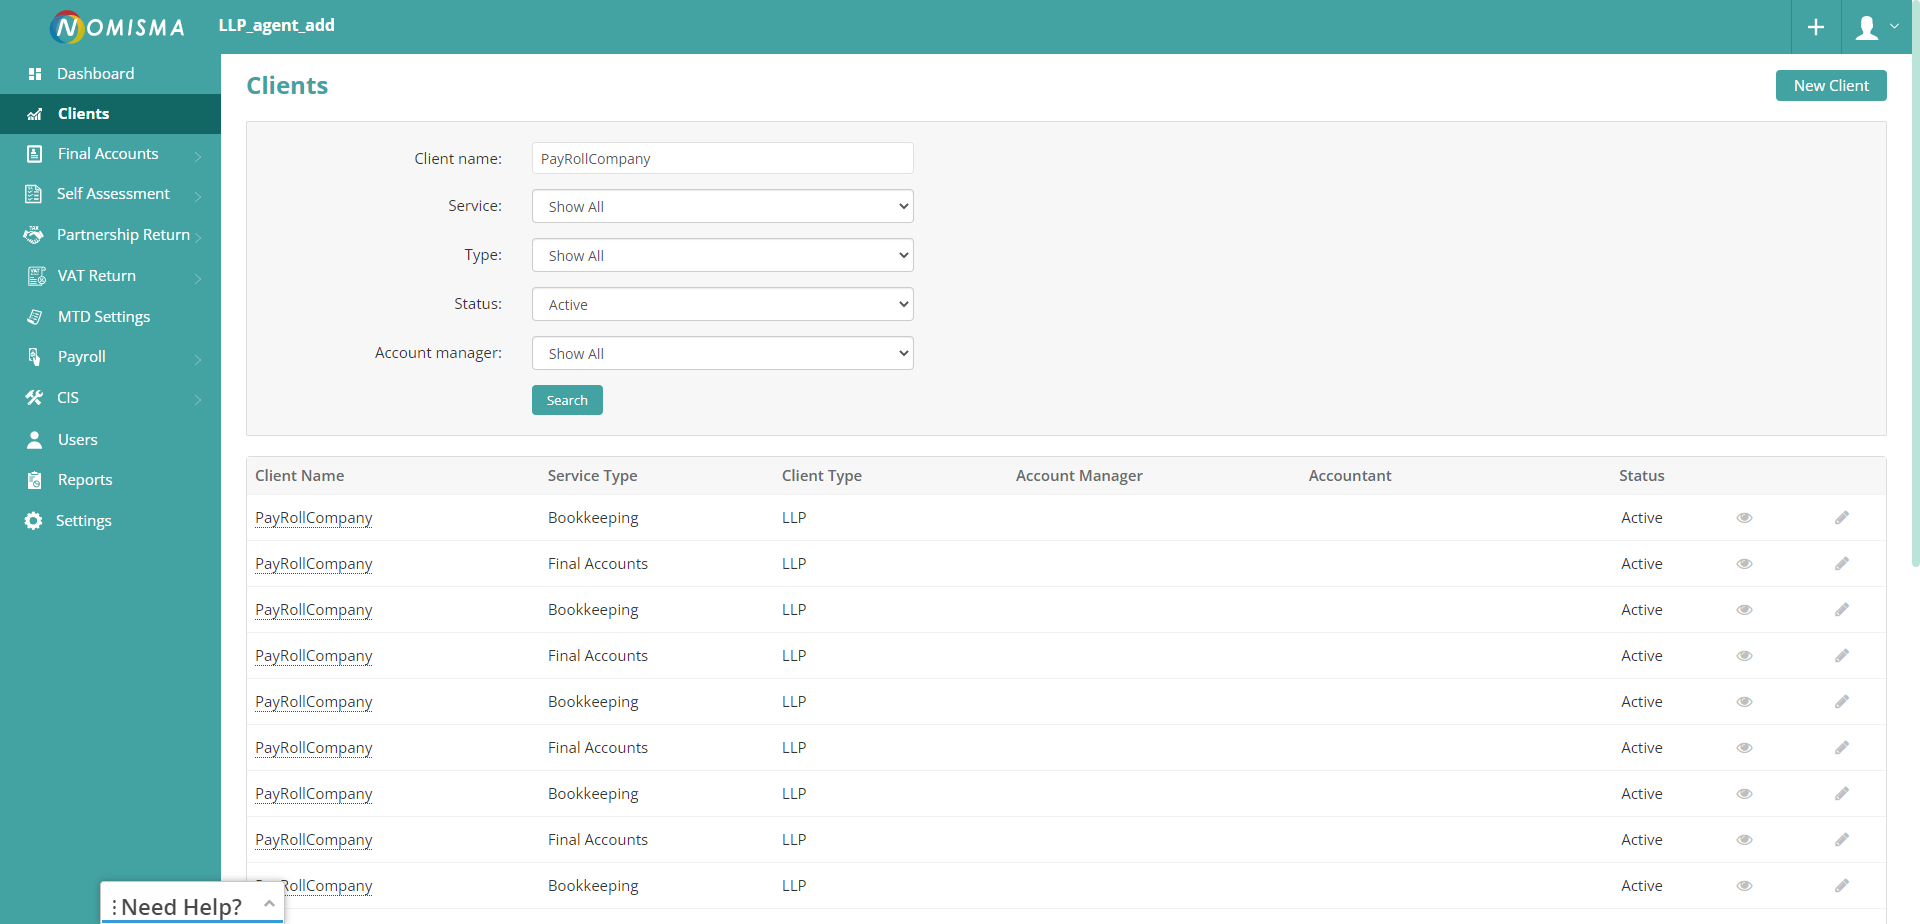 NOMISMA
LLP_agent_add
Dashboard
Clients
Final Accounts
Self Assessment
Partnership Return
VAT Return
MTD Settings
Payroll
CIS
Users
Reports
Settings
Clients
New Client
Client name: PayRollCompany
Service: Show All
Type: Show All
Status: Active
Account manager: Show All
Search
Client Name Service Type Client Type Account Manager Accountant Status
PayRollCompany Bookkeeping LLP Active
PayRollCompany Final Accounts LLP Active
PayRollCompany Bookkeeping LLP Active
PayRollCompany Final Accounts LLP Active
PayRollCompany Bookkeeping LLP Active
PayRollCompany Final Accounts LLP Active
PayRollCompany Bookkeeping LLP Active
PayRollCompany Final Accounts LLP Active
RollCompany Bookkeeping LLP Active
Need Help?